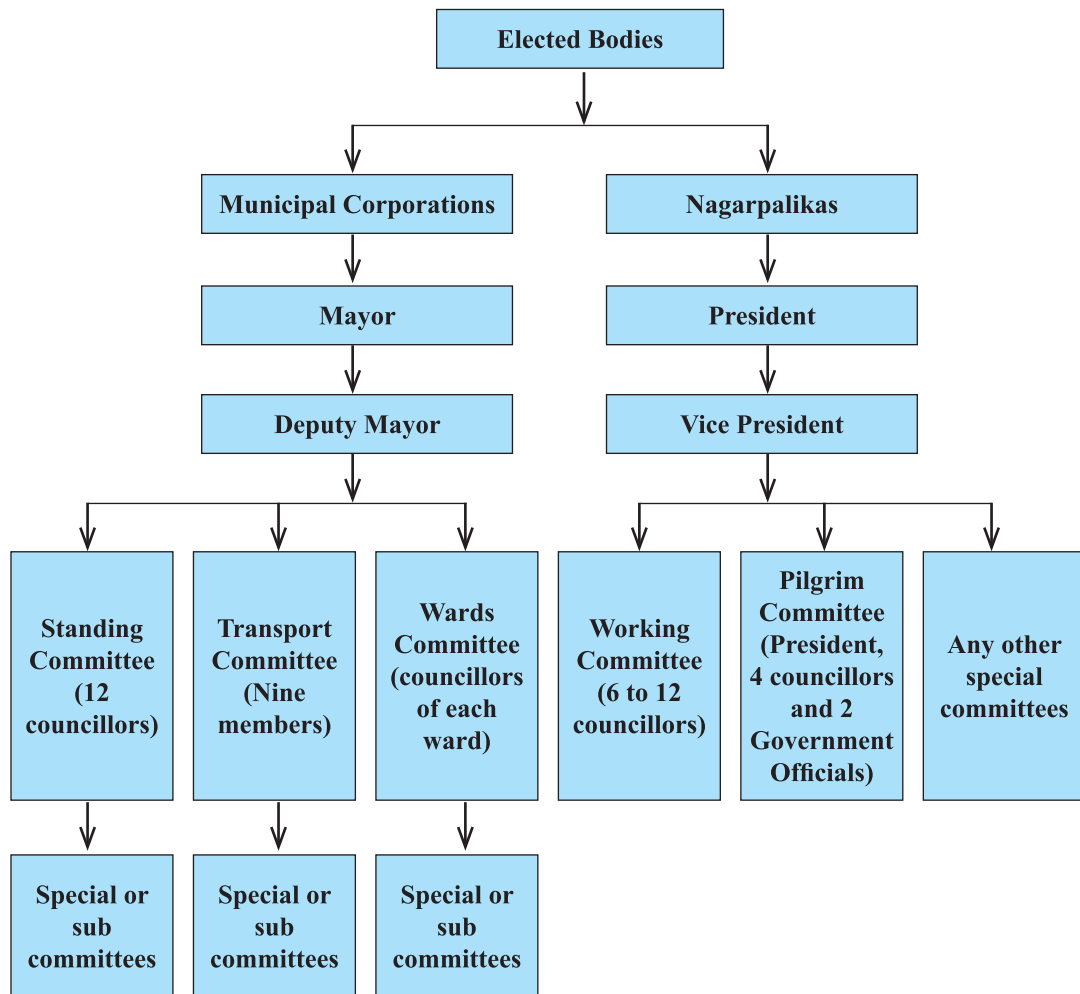 Elected Bodies
Municipal Corporations
Nagarpalikas
Mayor
President
Deputy Mayor
Vice President
Standing
Committee
(12
councillors)
Transport
Committee
(Nine
members)
Wards
Committee
(councillors
of each
ward)
Working
Committee
(6 to 12
councillors)
Pilgrim
Committee
(President,
4 councillors
and 2
Government
Officials)
Any other
special
committees
Special or
sub
committees
Special or
sub
committees
Special or
sub
committees